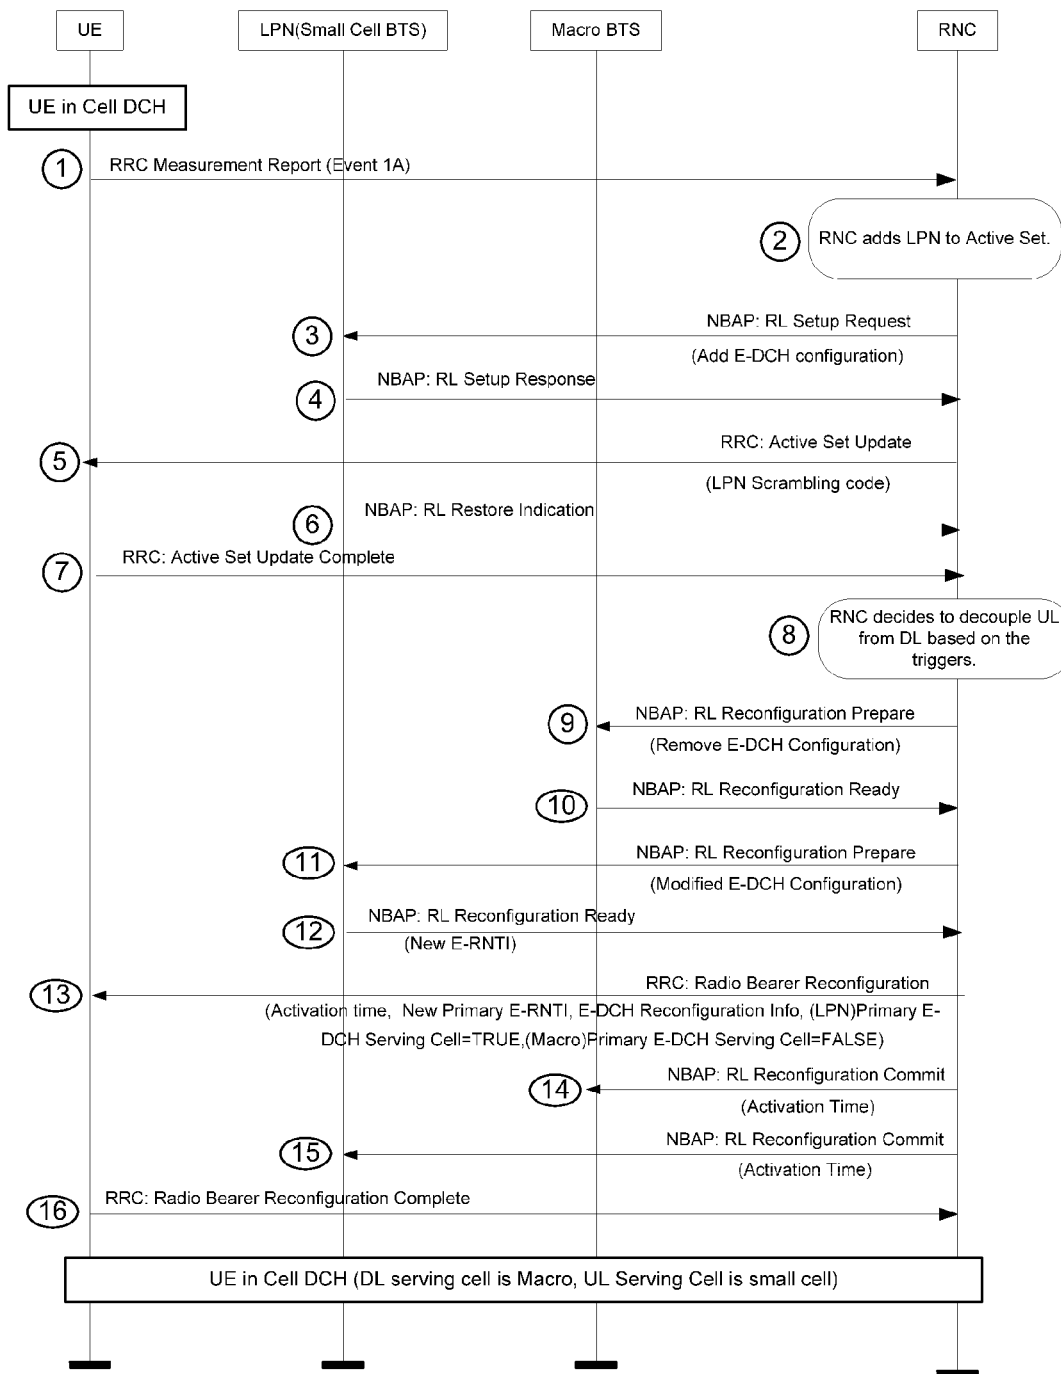 UE
LPN(Small Cell BTS)
Macro BTS
RNC
UE in Cell DCH
1
RRC Measurement Report (Event 1A)
2
RNC adds LPN to Active Set.
3
NBAP: RL Setup Request
(Add E-DCH configuration)
4
NBAP: RL Setup Response
5
RRC: Active Set Update
(LPN Scrambling code)
6
NBAP: RL Restore Indication
7
RRC: Active Set Update Complete
8
RNC decides to decouple UL
from DL based on the
triggers.
9
NBAP: RL Reconfiguration Prepare
(Remove E-DCH Configuration)
10
NBAP: RL Reconfiguration Ready
11
NBAP: RL Reconfiguration Prepare
(Modified E-DCH Configuration)
12
NBAP: RL Reconfiguration Ready
(New E-RNTI)
13
RRC: Radio Bearer Reconfiguration
(Activation time, New Primary E-RNTI, E-DCH Reconfiguration Info, (LPN)Primary E-
DCH Serving Cell=TRUE,(Macro)Primary E-DCH Serving Cell=FALSE)
14
NBAP: RL Reconfiguration Commit
(Activation Time)
15
NBAP: RL Reconfiguration Commit
(Activation Time)
16
RRC: Radio Bearer Reconfiguration Complete
UE in Cell DCH (DL serving cell is Macro, UL Serving Cell is small cell)